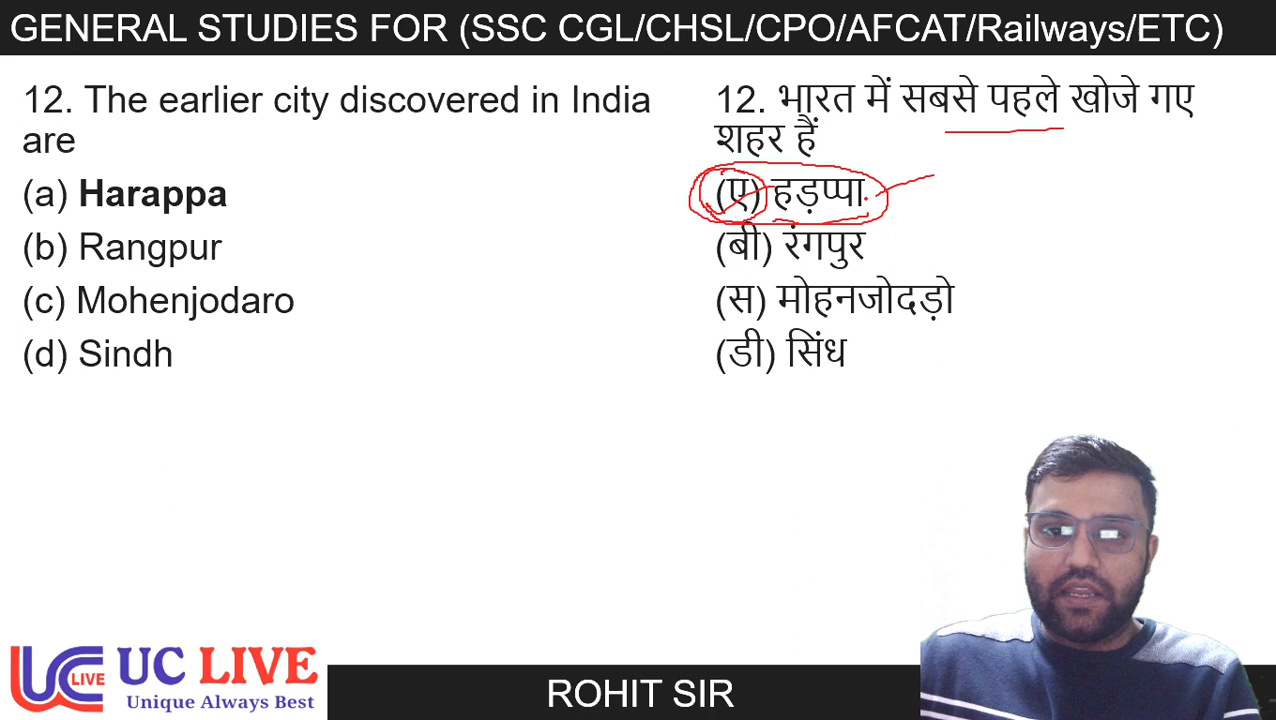 GENERAL STUDIES FOR (SSC CGL/CHSL/CPO/AFCAT/Railways/ETC)
12. The earlier city discovered in India
are
(a) Harappa
(b) Rangpur
(c) Mohenjodaro
(d) Sindh
12. भारत में सबसे पहले खोजे गए
शहर हैं
(ए) हड़प्पा
(बी) रंगपुर
(स) मोहनजोदड़ो
(डी) सिंध
UC LIVE
LIVE
Unique Always Best
ROHIT SIR